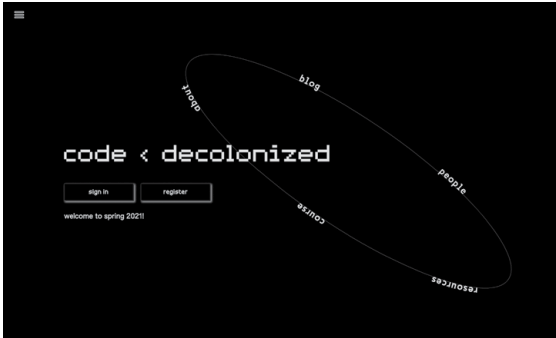 blog
about
code < decolonized
people
sign in
register
course
welcome to spring 2021!
resources